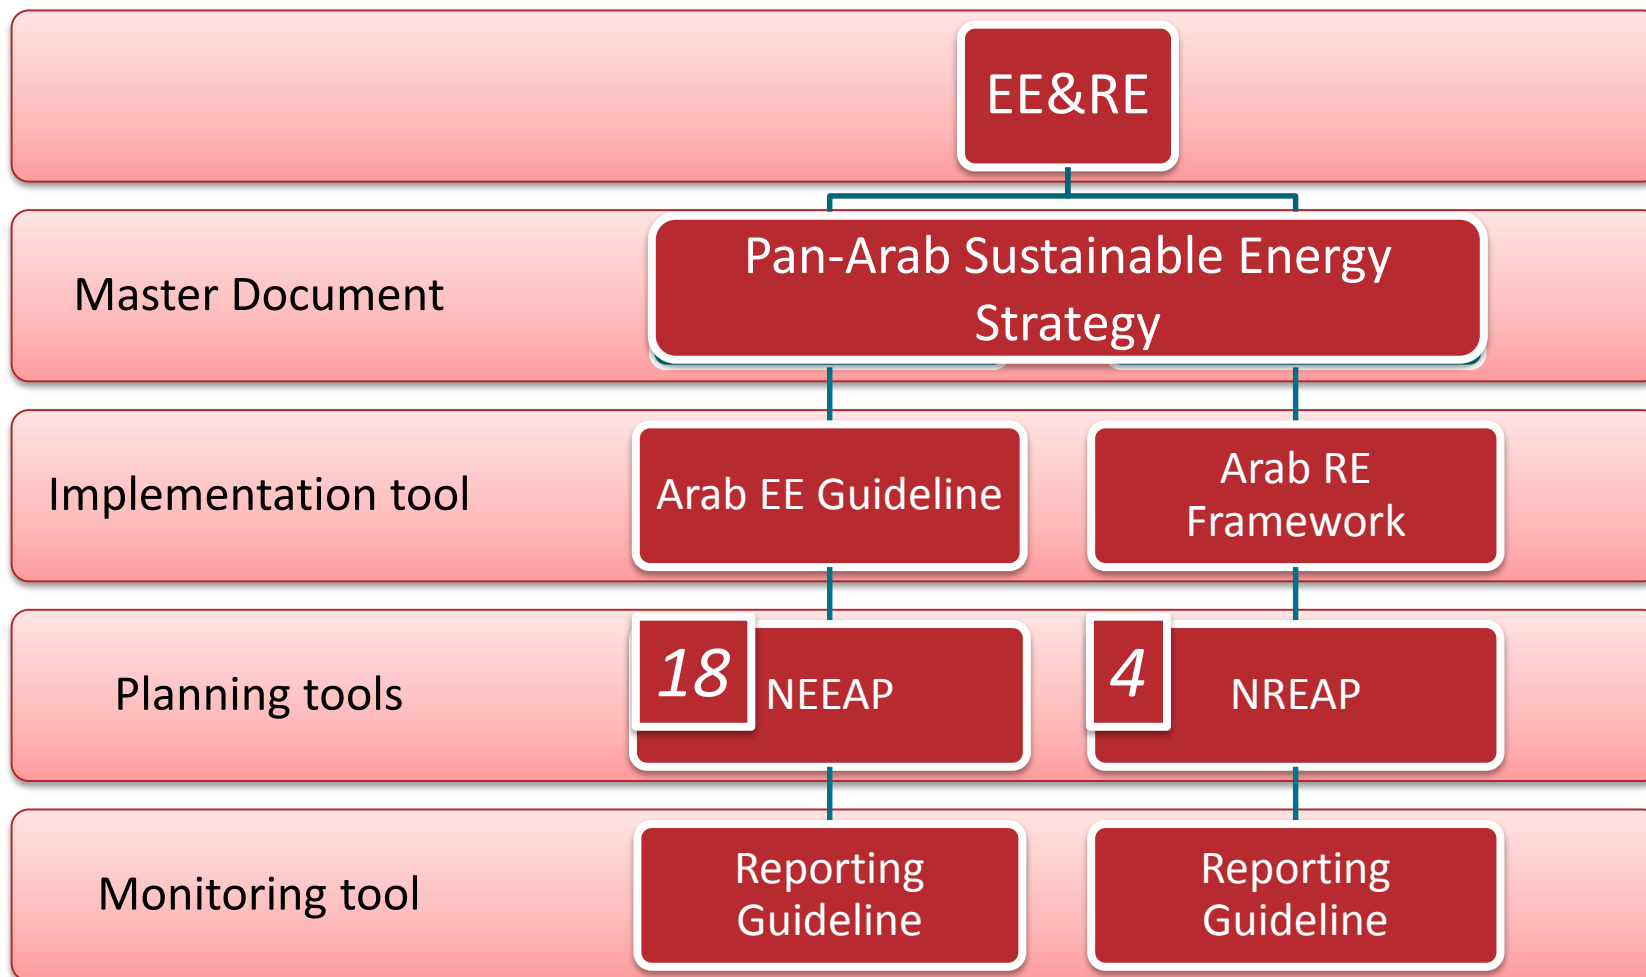 EE&RE
Master Document
Pan-Arab Sustainable Energy
Strategy
Implementation tool
Arab EE Guideline
Arab RE
Framework
Planning tools
18
NEEAP
4
NREAP
Monitoring tool
Reporting
Guideline
Reporting
Guideline